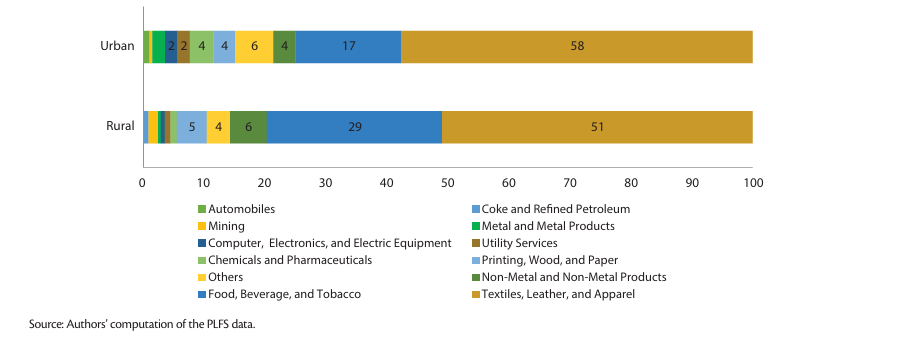 Urban 2 2 4 4 6 4 17 58
Rural 5 4 6 29 51
0 10 20 30 40 50 60 70 80 90 100
Automobiles Coke and Refined Petroleum
Mining Metal and Metal Products
Computer, Electronics, and Electric Equipment Utility Services
Chemicals and Pharmaceuticals Printing, Wood, and Paper
Others Non-Metal and Non-Metal Products
Food, Beverage, and Tobacco Textiles, Leather, and Apparel
Source: Authors' computation of the PLFS data.